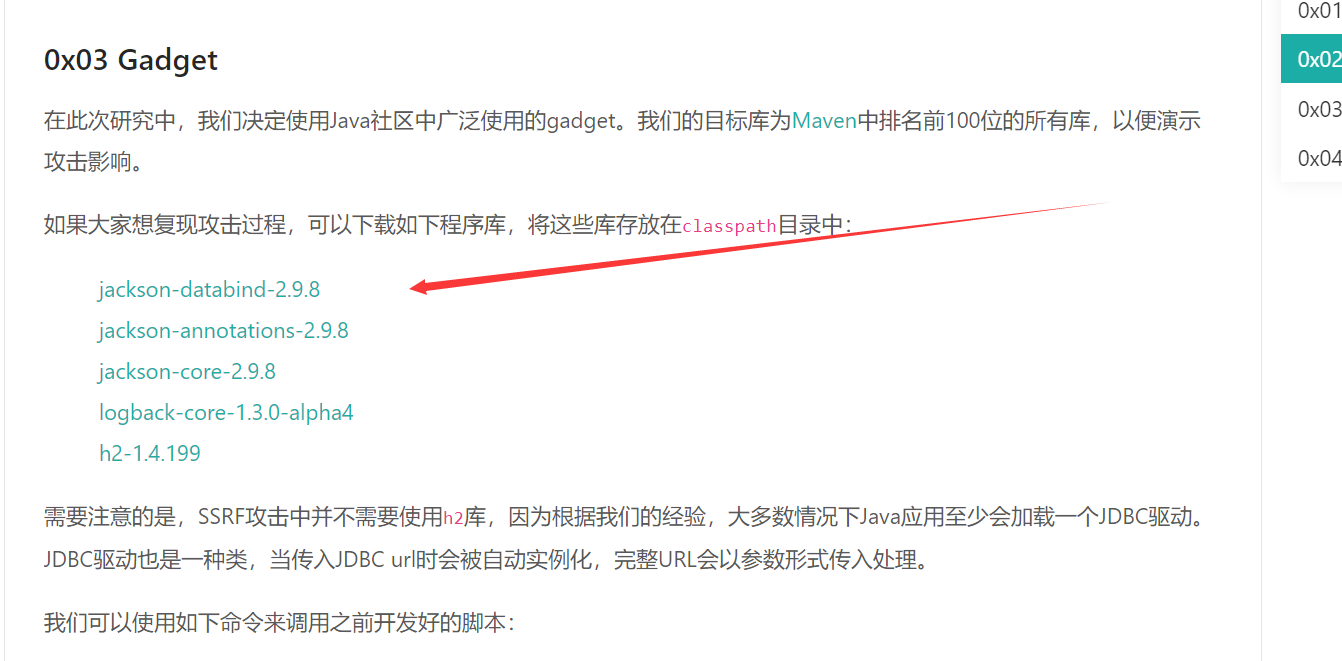 0x03 Gadget
在此次研究中，我们决定使用Java社区中广泛使用的gadget。我们的目标库为Maven中排名前100位的所有库，以便演示
攻击影响。
如果大家想复现攻击过程，可以下载如下程序库，将这些库存放在classpath目录中：
jackson-databind-2.9.8
jackson-annotations-2.9.8
jackson-core-2.9.8
logback-core-1.3.0-alpha4
h2-1.4.199
需要注意的是，SSRF攻击中并不需要使用h2库，因为根据我们的经验，大多数情况下Java应用至少会加载一个JDBC驱动。
JDBC驱动也是一种类，当传入JDBC url时会被自动实例化，完整URL会以参数形式传入处理。
我们可以使用如下命令来调用之前开发好的脚本：
0x01
0x02
0x03
0x04